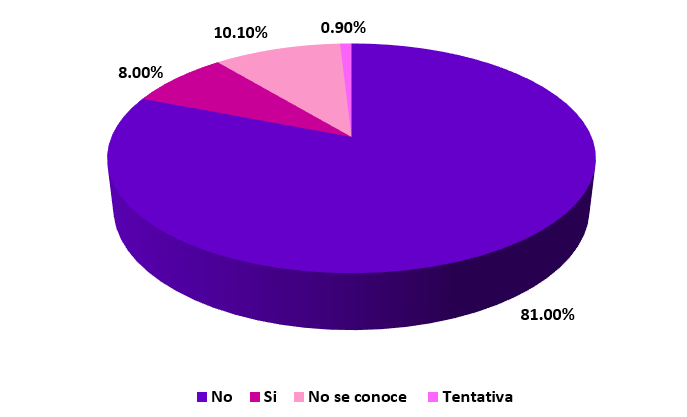 0.90%
10.10%
8.00%
81.00%
No Si No se conoce Tentativa